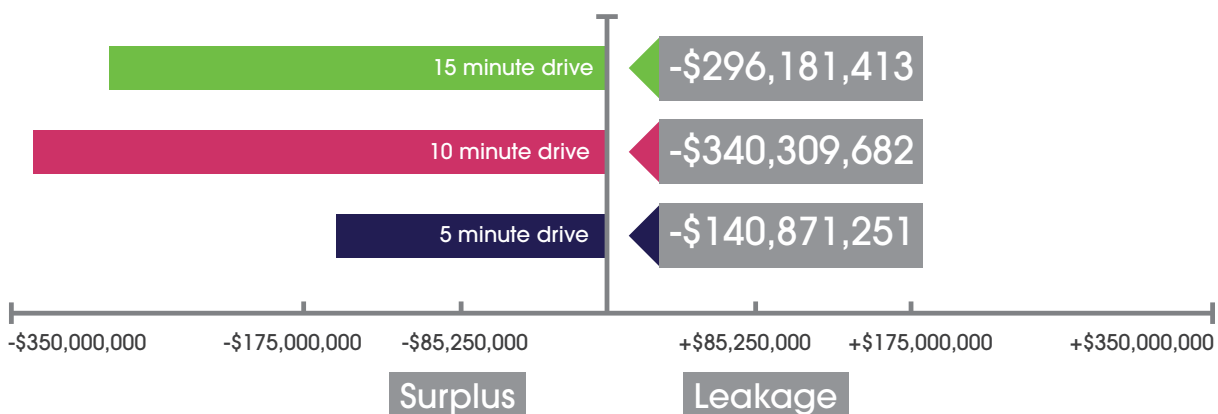 15 minute drive -$296,181,413
10 minute drive -$340,309,682
5 minute drive -$140,871,251
-$350,000,000 -$175,000,000 -$85,250,000 +$85,250,000 +$175,000,000 +$350,000,000
Surplus Leakage